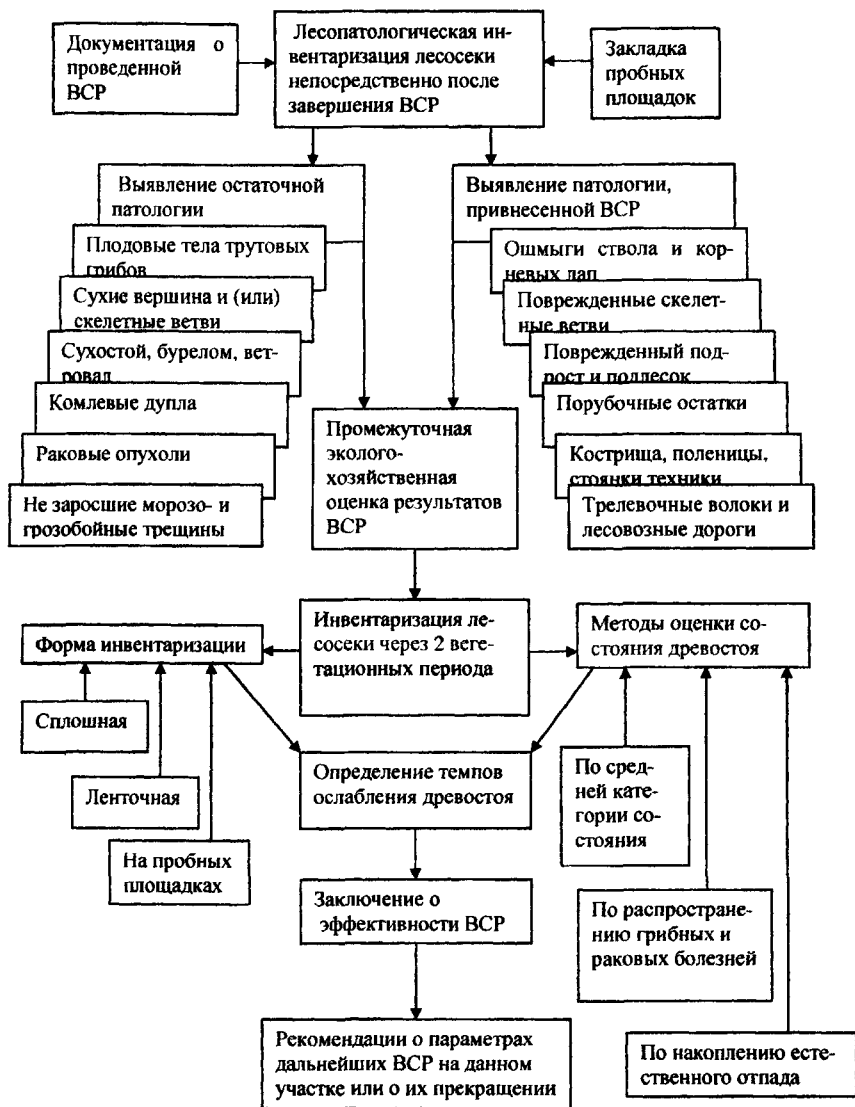 Документация о
проведенной
ВСР
Лесопатологическая ин-
вентаризация лесосеки
непосредственно после
завершения ВСР
Закладка
пробных
площадок
Выявление остаточной
патологии
Плодовые тела трутовых
грибов
Сухие вершина и (или)
скелетные ветви
Сухостой, бурелом, вет-
ровал
Комлевые дупла
Раковые опухоли
Не заросшие морозо- и
грозобойные трещины
Выявление патологии,
привнесенной ВСР
Ошмыги ствола и кор-
невых лап
Поврежденные скелет-
ные ветви
Поврежденный под-
рост и подлесок
Порубочные остатки
Кострища, поленицы,
стоянки техники
Трелевочные волоки и
лесовозные дороги
Промежуточная
эколого-
хозяйственная
оценка результатов
ВСР
Инвентаризация ле-
сосеки через 2 веге-
тационных периода
Форма инвентаризации
Сплошная
Ленточная
На пробных
площадках
Методы оценки со-
стояния древостоя
По сред-
ней кате-
гории со-
стояния
По распростране-
нию грибных и
раковых болезней
По накоплению есте-
ственного отпада
Определение темпов
ослабления древостоя
Заключение о
эффективности ВСР
Рекомендации о параметрах
дальнейших ВСР на данном
участке или о их прекращении